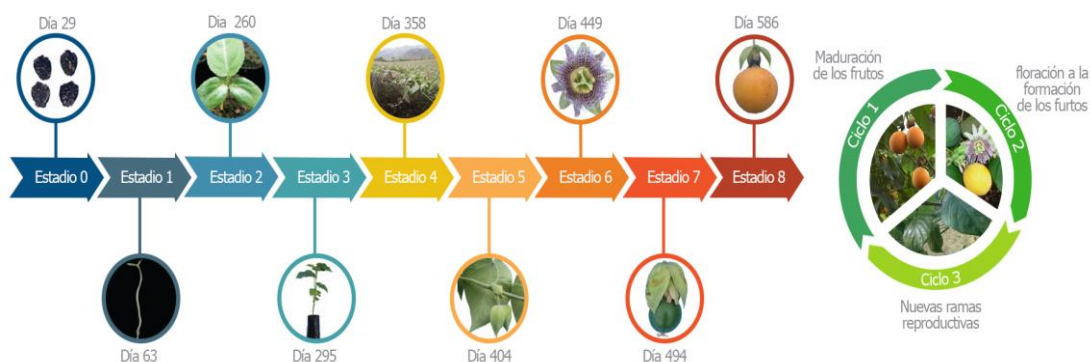 Día 29
Día 260
Día 358
Día 449
Día 586
Estadio 0
Estadio 1
Estadio 2
Estadio 3
Estadio 4
Estadio 5
Estadio 6
Estadio 7
Estadio 8
Día 63
Día 295
Día 404
Día 494
Maduración
de los frutos
floración a la
formación
de los furtos
Ciclo 1
Ciclo 2
Ciclo 3
Nuevas ramas
reproductivas